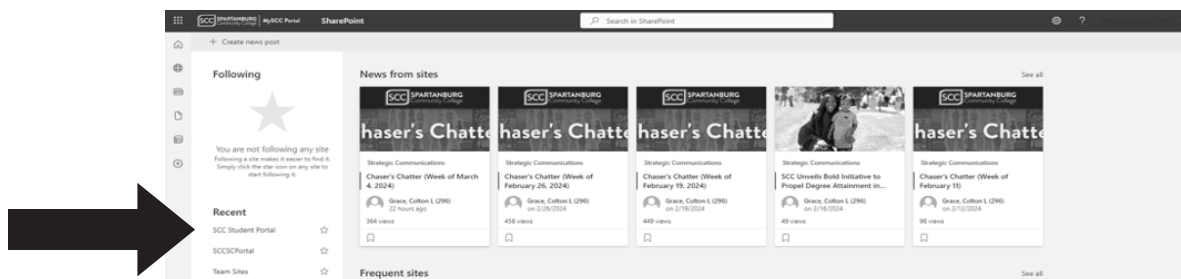 SCC SPARTANBURG Community College MySCC Portal SharePoint Search in SharePoint ?
+ Create news post
Following
You are not following any site
Following a site makes it easier to find it.
Simply click the star icon on any site to
start following it.
Recent
SCC Student Portal
SCCSCPortal
Team Sites
News from sites See all
SCC SPARTANBURG Community College
haser's Chatte
Strategic Communications
Chaser's Chatter (Week of March
4, 2024)
Grace, Colton L (296)
22 hours ago
364 views
SCC SPARTANBURG Community College
haser's Chatte
Strategic Communications
Chaser's Chatter (Week of
February 26, 2024)
Grace, Colton L (296)
on 2/26/2024
458 views
SCC SPARTANBURG Community College
haser's Chatte
Strategic Communications
Chaser's Chatter (Week of
February 19, 2024)
Grace, Colton L (296)
on 2/19/2024
449 views
Strategic Communications
SCC Unveils Bold Initiative to
Propel Degree Attainment in...
Grace, Colton L (296)
on 2/16/2024
49 views
SCC SPARTANBURG Community College
haser's Chatte
Strategic Communications
Chaser's Chatter (Week of
February 11)
Grace, Colton L (296)
on 2/12/2024
98 views
Frequent sites See all